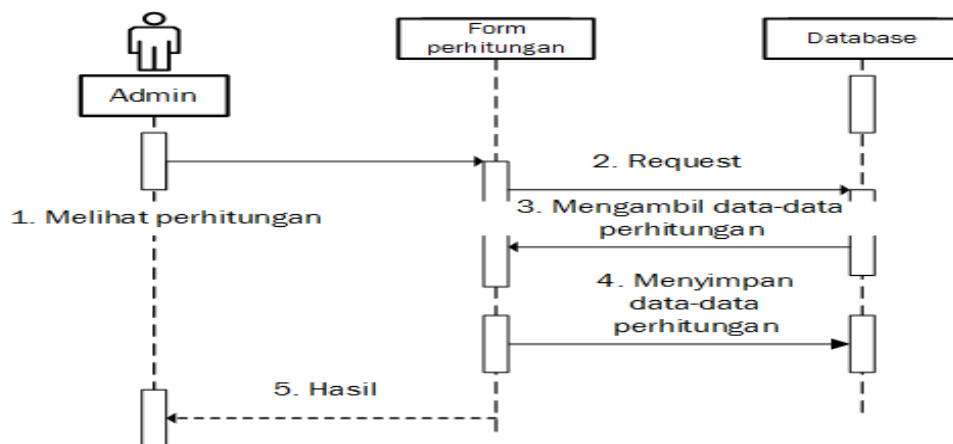 Form
perhitungan
Database
Admin
2. Request
1. Melihat perhitungan
3. Mengambil data-data
perhitungan
4. Menyimpan
data-data
perhitungan
5. Hasil